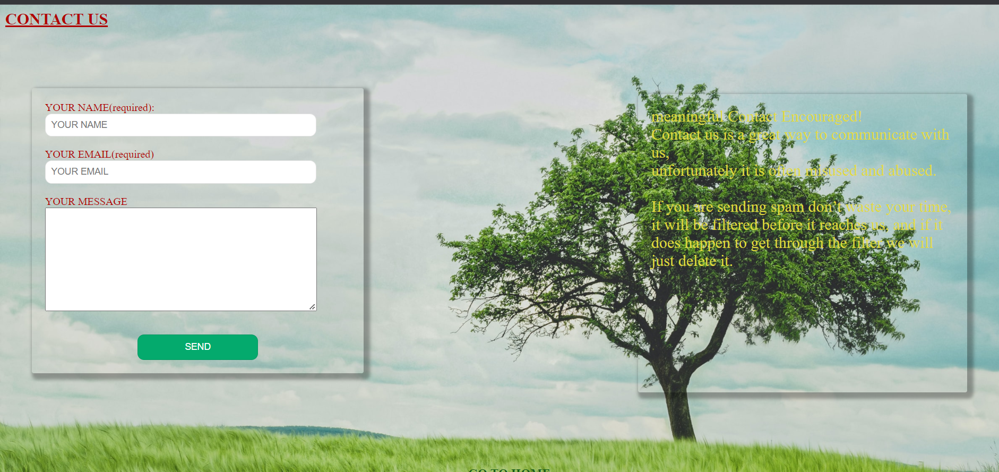 CONTACT US
YOUR NAME(required):
YOUR NAME
YOUR EMAIL(required)
YOUR EMAIL
YOUR MESSAGE
SEND
meaningful Contact Encouraged!
Contact us is a great way to communicate with
us,
unfortunately it is often misused and abused.
If you are sending spam don’t waste your time,
it will be filtered before it reaches us, and if it
does happen to get through the filter we will
just delete it.
GO TO HOME